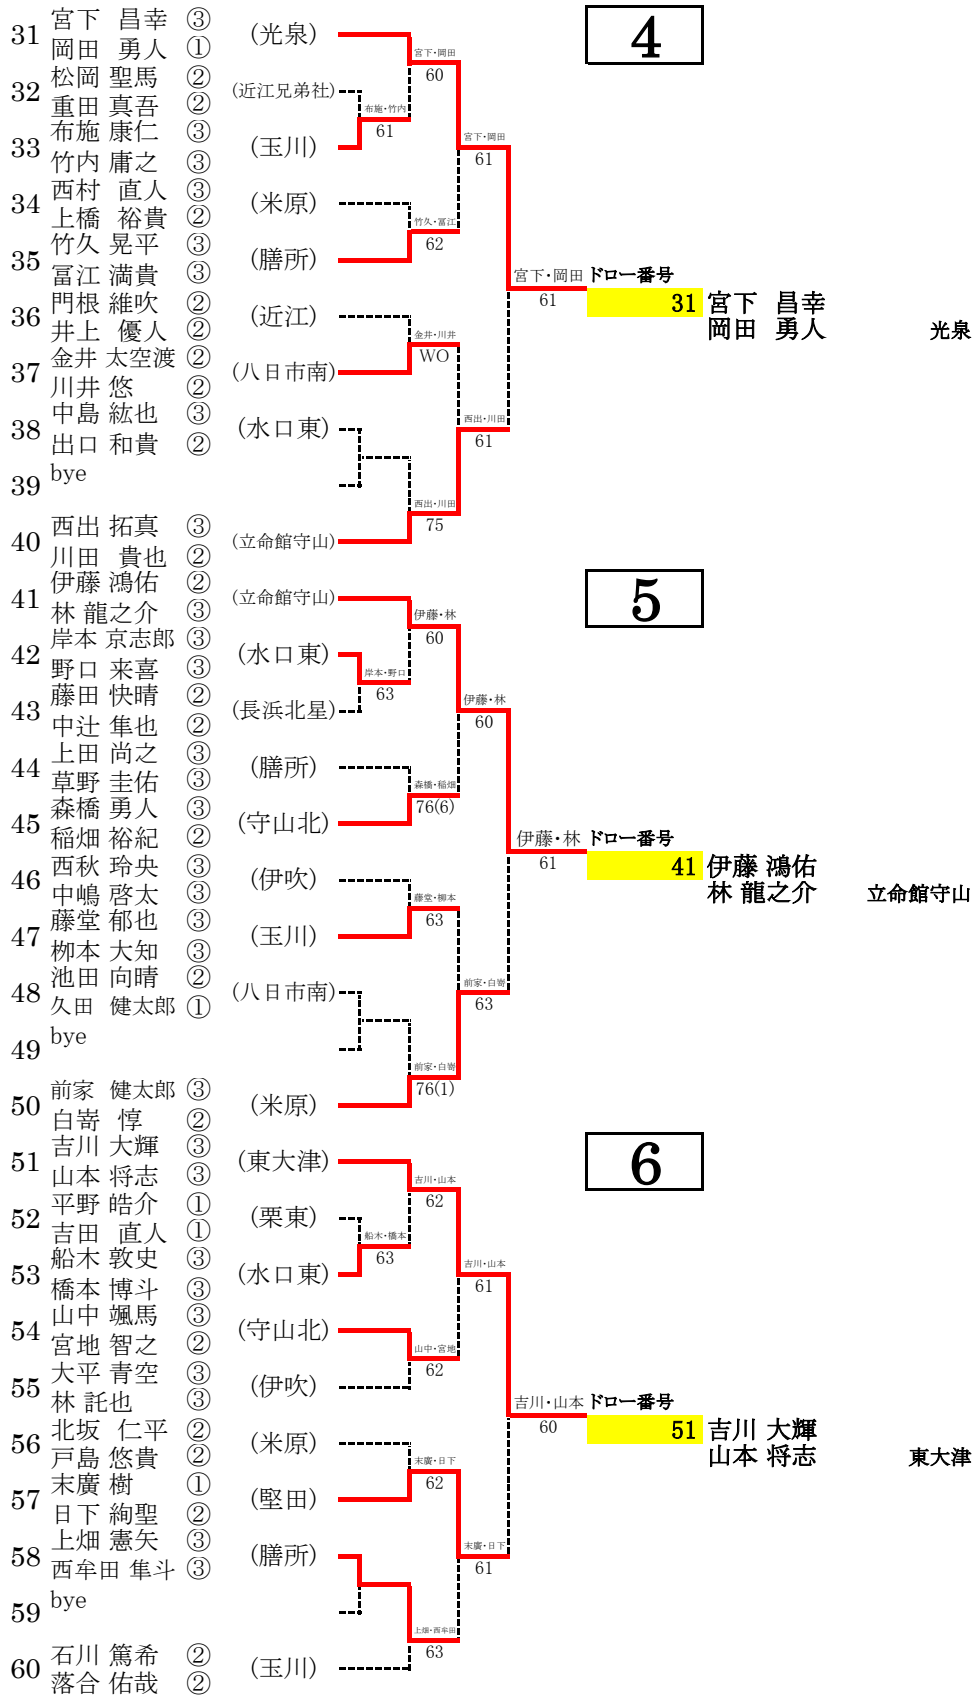 4
31 宮下 昌幸 ③ (光泉)
岡田 勇人 ①
宮下・岡田
60
32 松岡 聖馬 ② (近江兄弟社)
重田 真吾 ②
布施・竹内
61
33 布施 康仁 ③ (玉川)
竹内 庸之 ③
宮下・岡田
61
34 西村 直人 ③ (米原)
上橋 裕貴 ②
竹久・冨江
62
35 竹久 晃平 ③ (膳所)
冨江 満貴 ③
宮下・岡田 ドロー番号
61
31 宮下 昌幸
岡田 勇人 光泉
36 門根 維吹 ② (近江)
井上 優人 ②
金井・川井
WO
37 金井 太空渡 ② (八日市南)
川井 悠 ②
38 中島 紘也 ③ (水口東)
出口 和貴 ②
西出・川田
61
39 bye
西出・川田
75
40 西出 拓真 ③ (立命館守山)
川田 貴也 ②
5
41 伊藤 鴻佑 ② (立命館守山)
林 龍之介 ③
伊藤・林
60
42 岸本 京志郎 ③ (水口東)
野口 来喜 ③
岸本・野口
63
43 藤田 快晴 ② (長浜北星)
中辻 隼也 ②
伊藤・林
60
44 上田 尚之 ③ (膳所)
草野 圭佑 ③
森橋・稲畑
76(6)
45 森橋 勇人 ③ (守山北)
稲畑 裕紀 ②
伊藤・林 ドロー番号
61
41 伊藤 鴻佑
林 龍之介 立命館守山
46 西秋 玲央 ③ (伊吹)
中嶋 啓太 ③
藤堂・栁本
63
47 藤堂 郁也 ③ (玉川)
栁本 大知 ③
48 池田 向晴 ② (八日市南)
久田 健太郎 ①
前家・白嵜
63
49 bye
前家・白嵜
76(1)
50 前家 健太郎 ③ (米原)
白嵜 惇 ②
6
51 吉川 大輝 ③ (東大津)
山本 将志 ③
吉川・山本
62
52 平野 皓介 ① (栗東)
吉田 直人 ①
船木・橋本
63
53 船木 敦史 ③ (水口東)
橋本 博斗 ③
吉川・山本
61
54 山中 颯馬 ③ (守山北)
宮地 智之 ②
山中・宮地
62
55 大平 青空 ③ (伊吹)
林 託也 ③
吉川・山本 ドロー番号
60
51 吉川 大輝
山本 将志 東大津
56 北坂 仁平 ② (米原)
戸島 悠貴 ②
末廣・日下
62
57 末廣 樹 ① (堅田)
日下 絢聖 ②
58 上畑 憲矢 ③ (膳所)
西牟田 隼斗 ③
末廣・日下
61
59 bye
上畑・西牟田
63
60 石川 篤希 ② (玉川)
落合 佑哉 ②